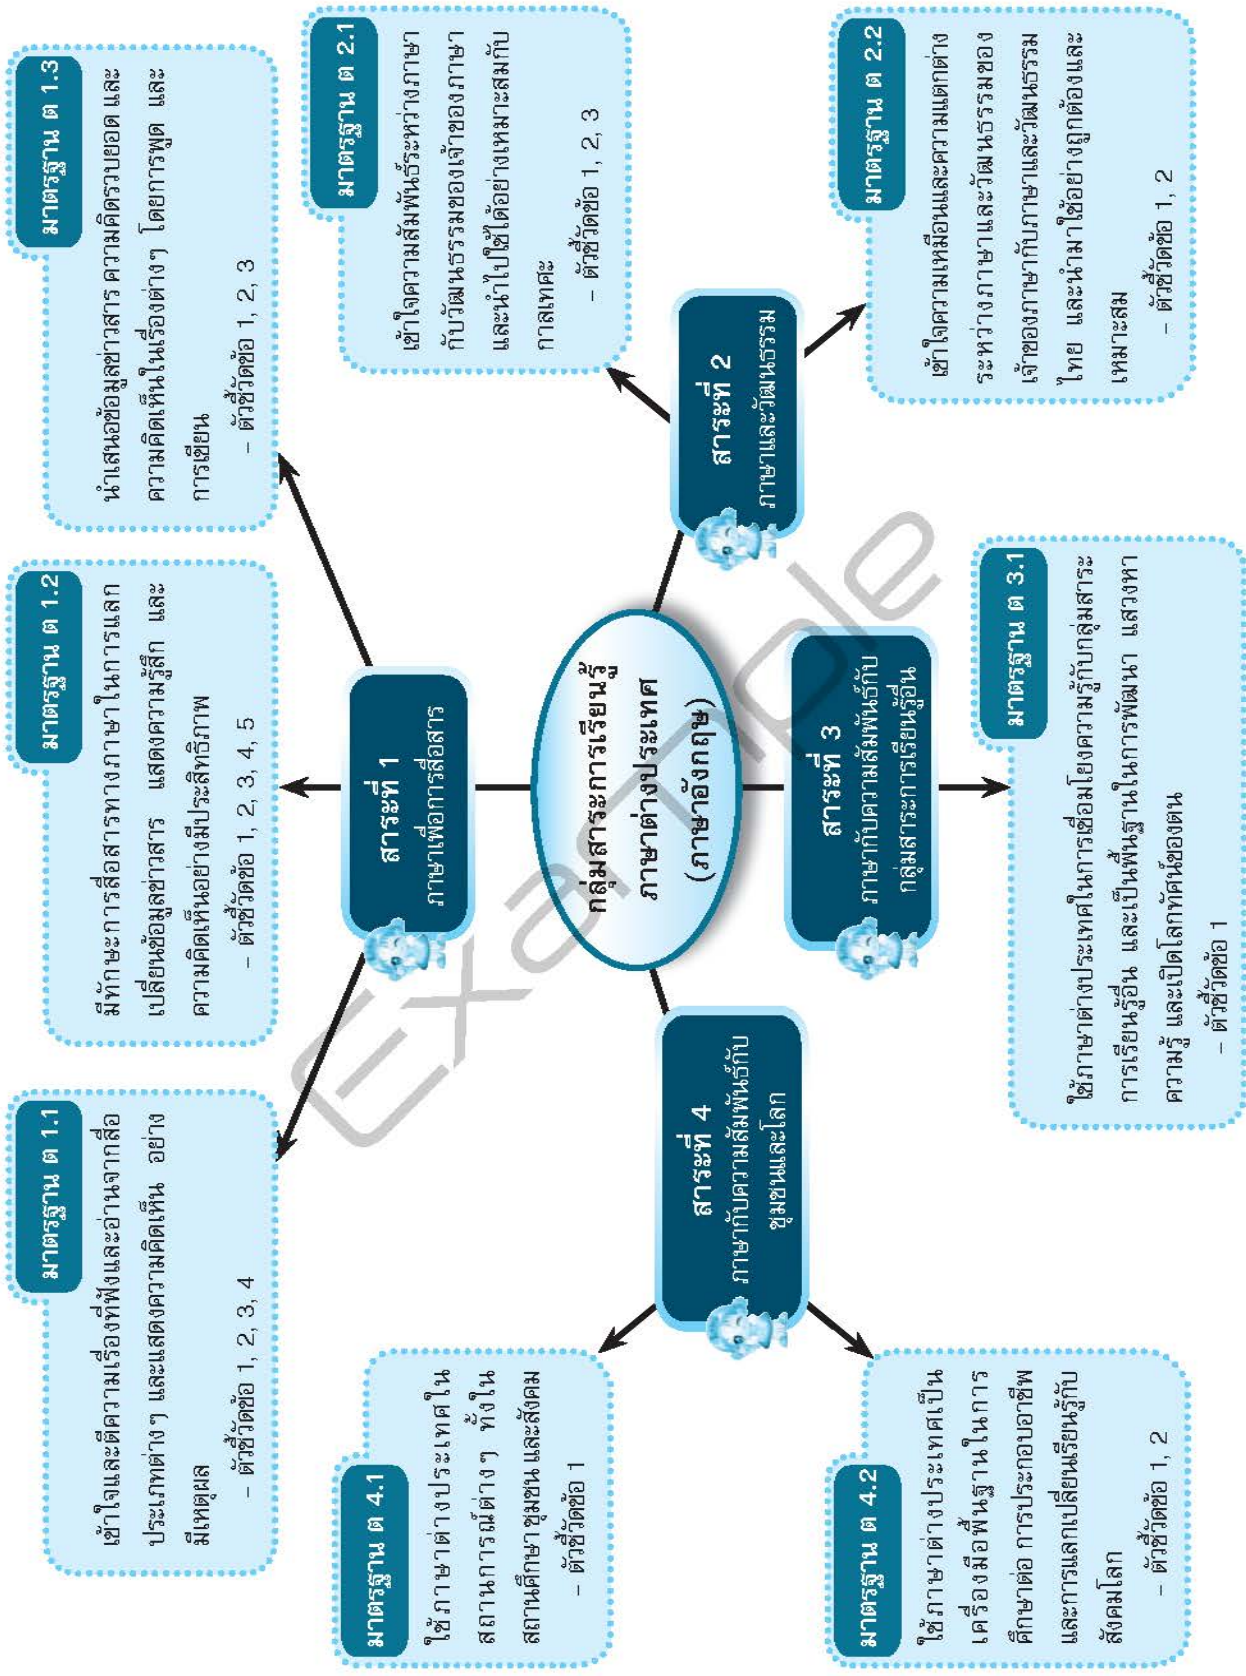 มาตรฐาน ต 1.1
เข้าใจและตีความเรื่องที่ฟังและอ่านจากสื่อ
ประเภทต่างๆ และแสดงความคิดเห็น อย่าง
มีเหตุผล
– ตัวชี้วัดข้อ 1, 2, 3, 4
มาตรฐาน ต 1.2
มีทักษะการสื่อสารทางภาษาในการแลก
เปลี่ยนข้อมูลข่าวสาร แสดงความรู้สึก และ
ความคิดเห็นอย่างมีประสิทธิภาพ
– ตัวชี้วัดข้อ 1, 2, 3, 4, 5
มาตรฐาน ต 1.3
นำเสนอข้อมูลข่าวสาร ความคิดรวบยอด และ
ความคิดเห็นในเรื่องต่างๆ โดยการพูด และ
การเขียน
– ตัวชี้วัดข้อ 1, 2, 3
สาระที่ 1
ภาษาเพื่อการสื่อสาร
มาตรฐาน ต 4.1
ใช้ภาษาต่างประเทศใน
สถานการณ์ต่างๆ ทั้งใน
สถานศึกษา ชุมชน และสังคม
– ตัวชี้วัดข้อ 1
มาตรฐาน ต 2.1
เข้าใจความสัมพันธ์ระหว่างภาษา
กับวัฒนธรรมของเจ้าของภาษา
และนำไปใช้ได้อย่างเหมาะสมกับ
กาลเทศะ
– ตัวชี้วัดข้อ 1, 2, 3
กลุ่มสาระการเรียนรู้
ภาษาต่างประเทศ
(ภาษาอังกฤษ)
Example
สาระที่ 4
ภาษากับความสัมพันธ์กับ
ชุมชนและโลก
สาระที่ 2
ภาษาและวัฒนธรรม
สาระที่ 3
ภาษากับความสัมพันธ์กับ
กลุ่มสาระการเรียนรู้อื่น
มาตรฐาน ต 4.2
ใช้ภาษาต่างประเทศเป็น
เครื่องมือพื้นฐานในการ
ศึกษาต่อ การประกอบอาชีพ
และการแลกเปลี่ยนเรียนรู้กับ
สังคมโลก
– ตัวชี้วัดข้อ 1, 2
มาตรฐาน ต 3.1
ใช้ภาษาต่างประเทศในการเชื่อมโยงความรู้กับกลุ่มสาระ
การเรียนรู้อื่น และเป็นพื้นฐานในการพัฒนา แสวงหา
ความรู้ และเปิดโลกทัศน์ของตน
– ตัวชี้วัดข้อ 1
มาตรฐาน ต 2.2
เข้าใจความเหมือนและความแตกต่าง
ระหว่างภาษาและวัฒนธรรมของ
เจ้าของภาษากับภาษาและวัฒนธรรม
ไทย และนำมาใช้อย่างถูกต้องและ
เหมาะสม
– ตัวชี้วัดข้อ 1, 2